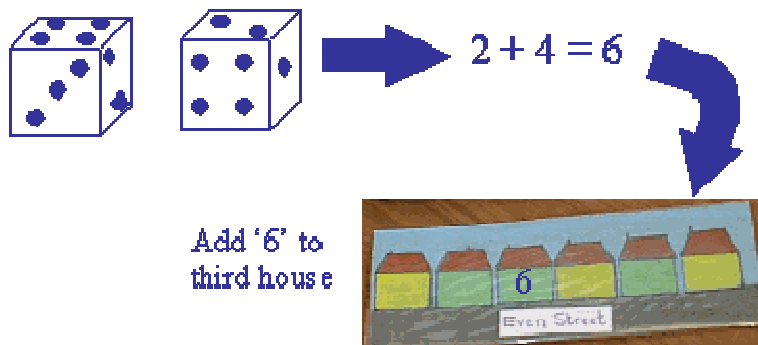 2 + 4 = 6
Add ‘6’ to
third house
6
Even Street